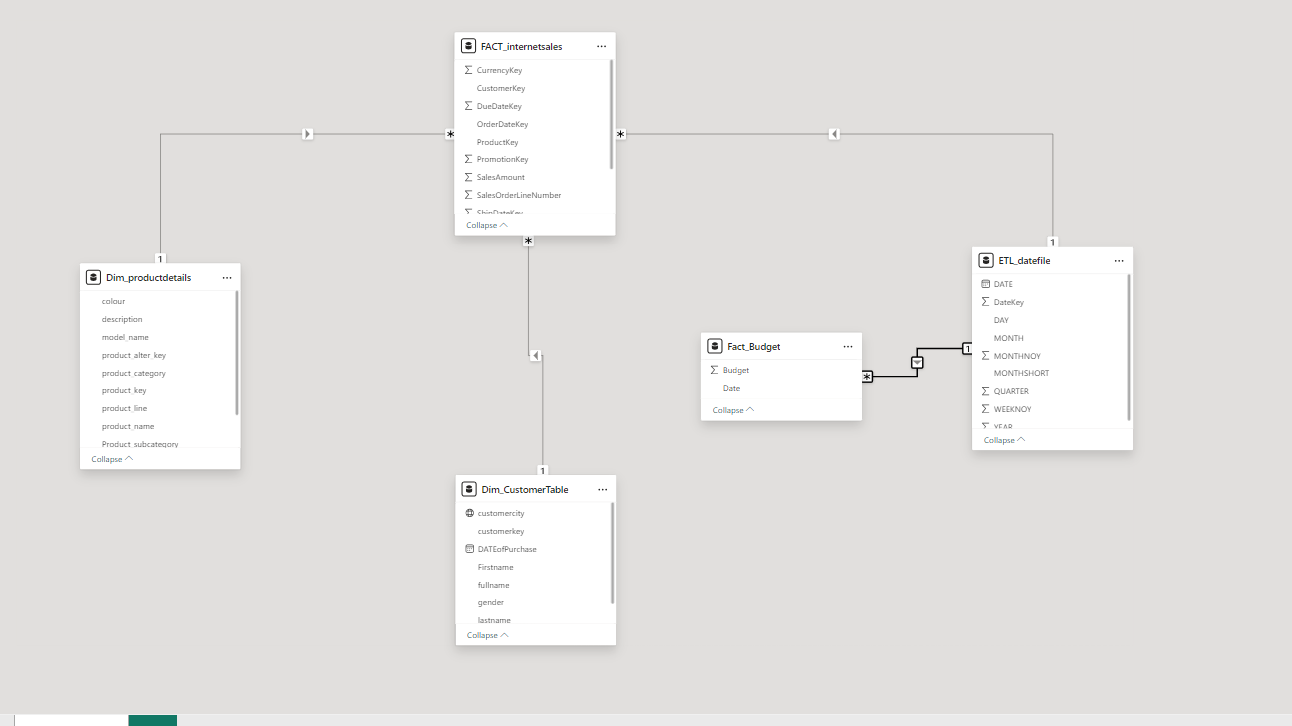 FACT_internetsales
CurrencyKey
CustomerKey
DueDateKey
OrderDateKey
ProductKey
PromotionKey
SalesAmount
SalesOrderLineNumber
ShipDateKey
Collapse
*
*
*
1
1
Dim_productdetails
colour
description
model_name
product_alter_key
product_category
product_key
product_line
product_name
Product_subcategory
Collapse
ETL_datefile
DATE
DateKey
DAY
MONTH
MONTHNOY
MONTHSHORT
QUARTER
WEEKNOY
YEAR
Collapse
Fact_Budget
Budget
Date
Collapse
*
1
1
Dim_CustomerTable
customercity
customerkey
DATEofPurchase
Firstname
fullname
gender
lastname
Collapse